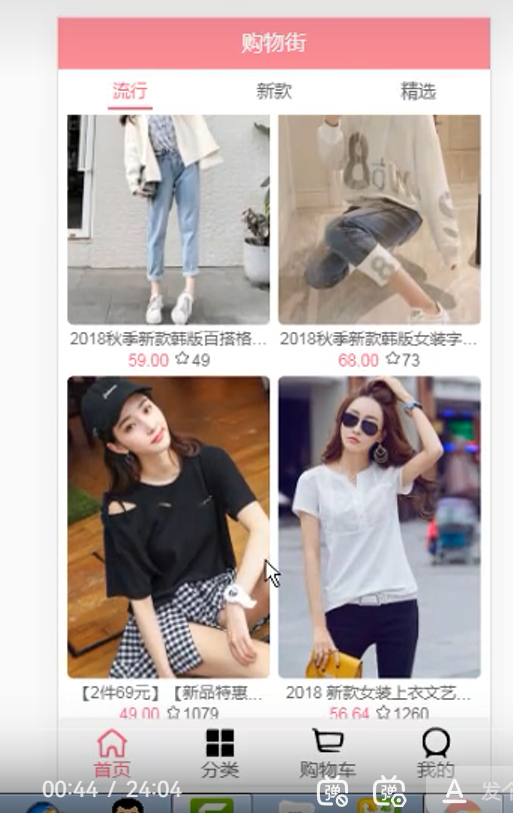 购物街
流行 新款 精选
2018秋季新款韩版百搭格... 2018秋季新款韩版女装字...
59.00 49 68.00 73
【2件69元】【新品特惠... 2018 新款女装上衣文艺...
49.00 1079 56.64 1260
首页 分类 购物车 我的
00:44 / 24:04 弹 弹 A 发个